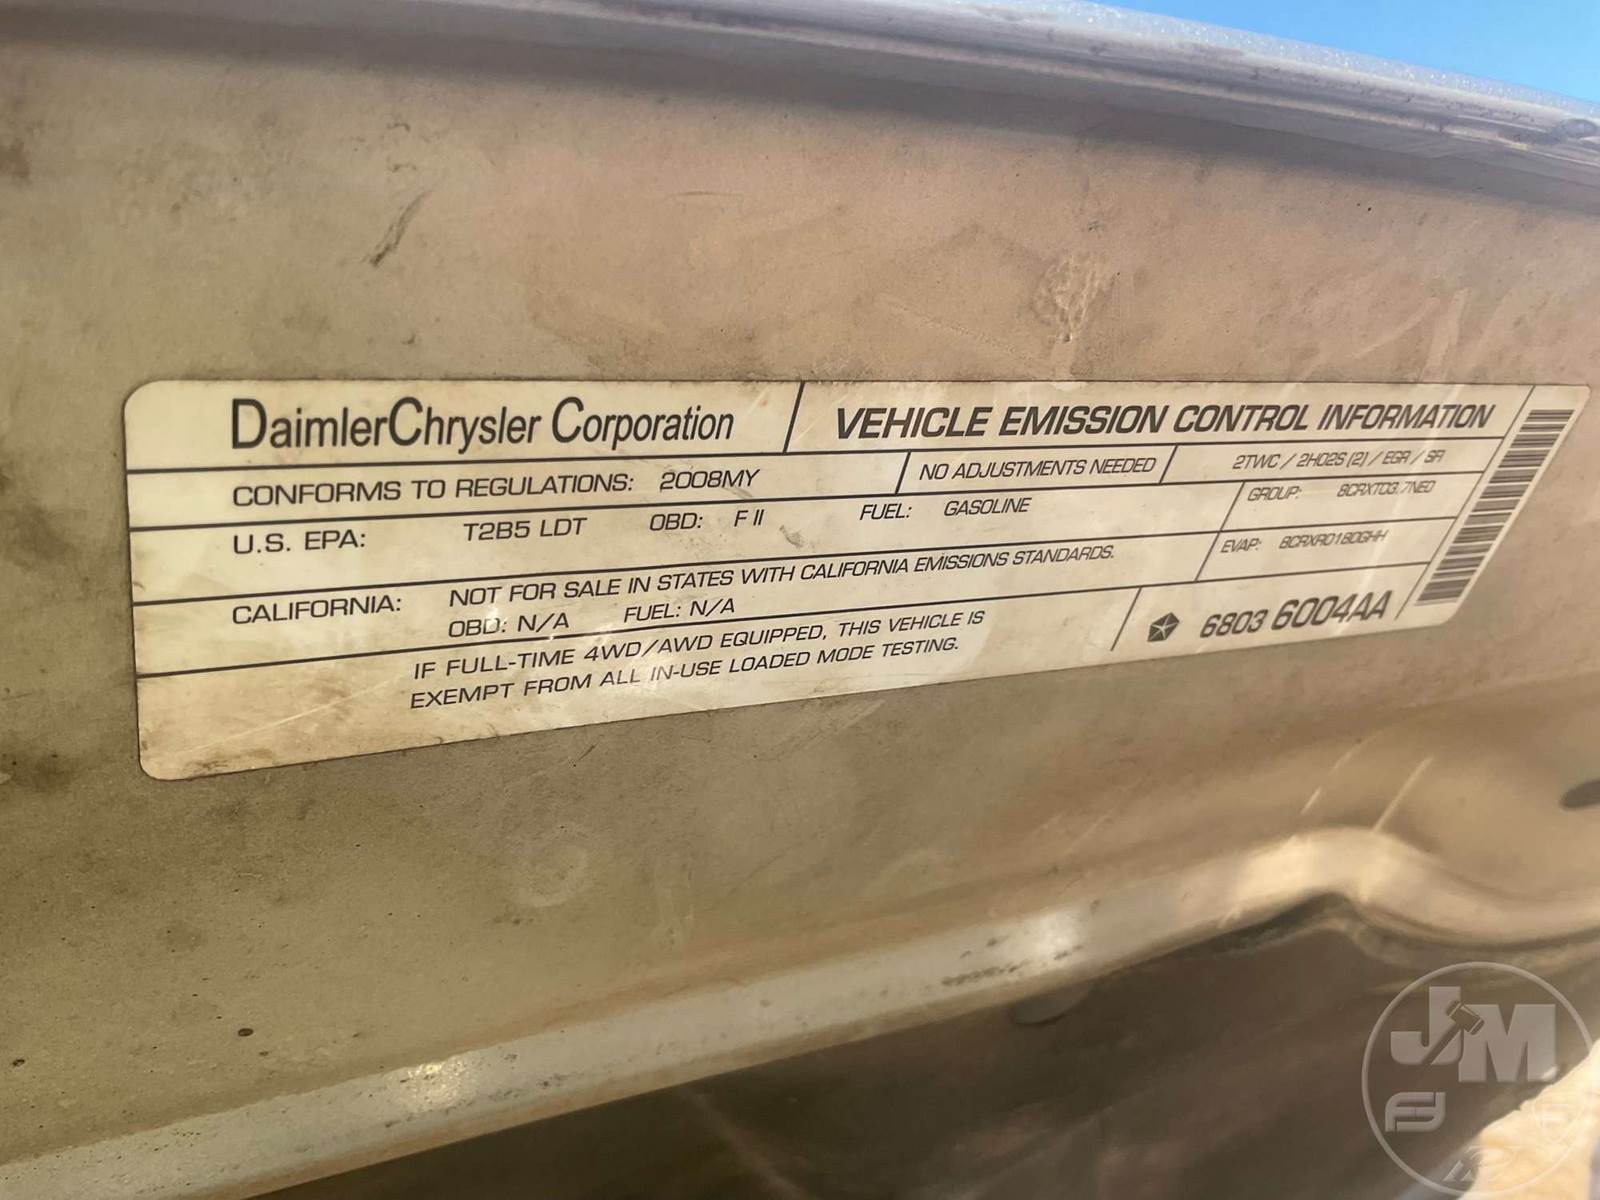 DaimlerChrysler Corporation
VEHICLE EMISSION CONTROL INFORMATION
CONFORMS TO REGULATIONS: 2008MY
NO ADJUSTMENTS NEEDED
2TWC / 2HO2S (2) / EGR / SFI
U.S. EPA: T2B5 LDT OBD: F II FUEL: GASOLINE
GROUP: 8CRXT03.7NE0
EVAP: 8CRXR0180GHH
CALIFORNIA: NOT FOR SALE IN STATES WITH CALIFORNIA EMISSIONS STANDARDS.
OBD: N/A FUEL: N/A
IF FULL-TIME 4WD/AWD EQUIPPED, THIS VEHICLE IS
EXEMPT FROM ALL IN-USE LOADED MODE TESTING.
6803 6004AA
JM